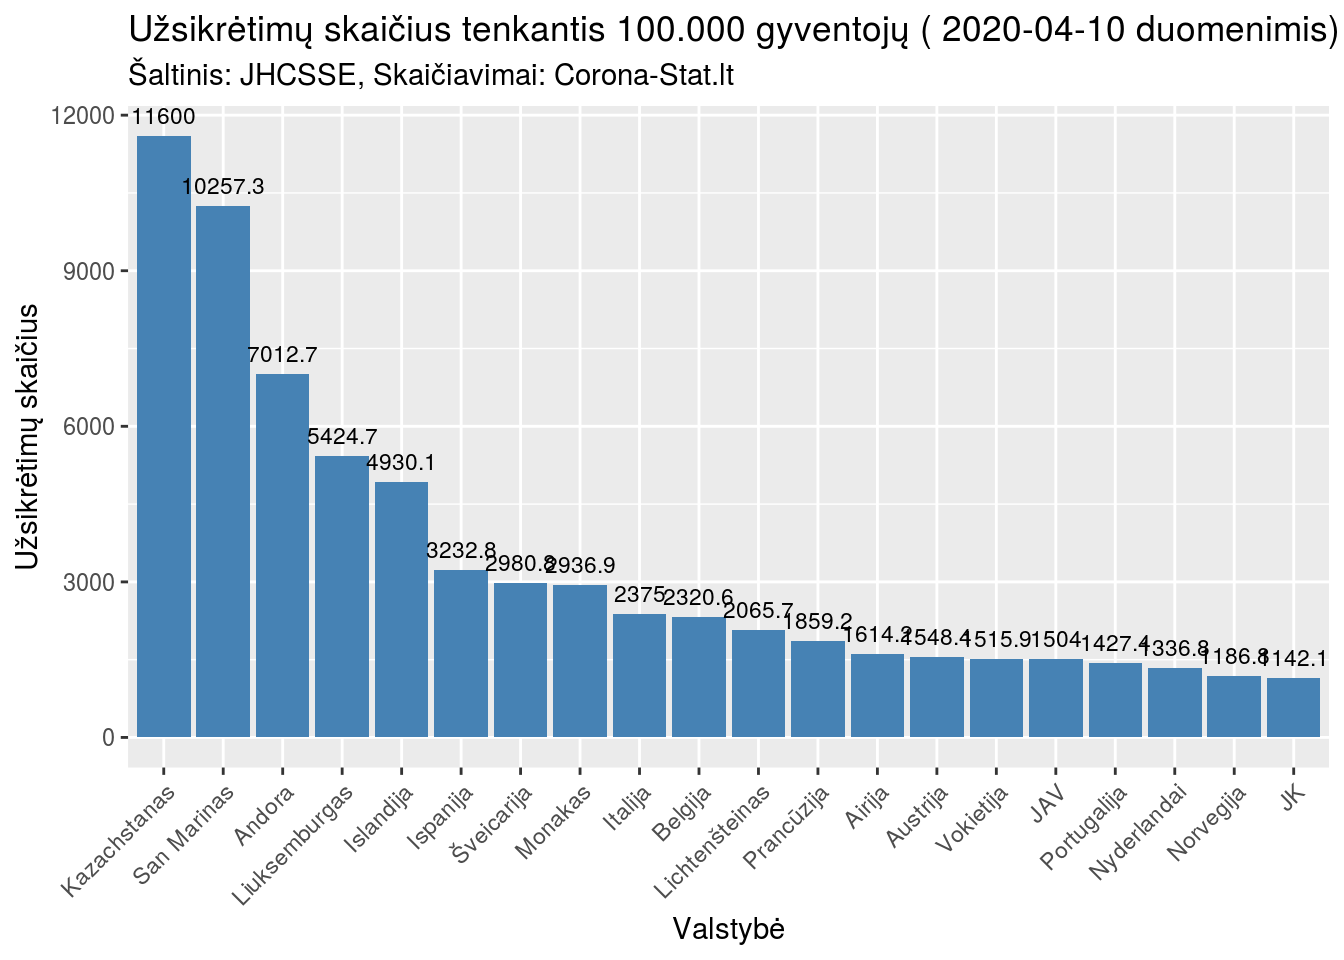 Užsikrėtimų skaičius tenkantis 100.000 gyventojų ( 2020-04-10 duomenimis)
Šaltinis: JHCSSE, Skaičiavimai: Corona-Stat.lt
Užsikrėtimų skaičius
12000
9000
6000
3000
0
11600
10257.3
7012.7
5424.7
4930.1
3232.8
2980.8
2936.9
2375
2320.6
2065.7
1859.2
1614.2
1548.4
1515.9
1504
1427.4
1336.8
1186.8
1142.1
Kazachstanas
San Marinas
Andora
Liuksemburgas
Islandija
Ispanija
Šveicarija
Monakas
Italija
Belgija
Lichtenšteinas
Prancūzija
Airija
Austrija
Vokietija
JAV
Portugalija
Nyderlandai
Norvegija
JK
Valstybė